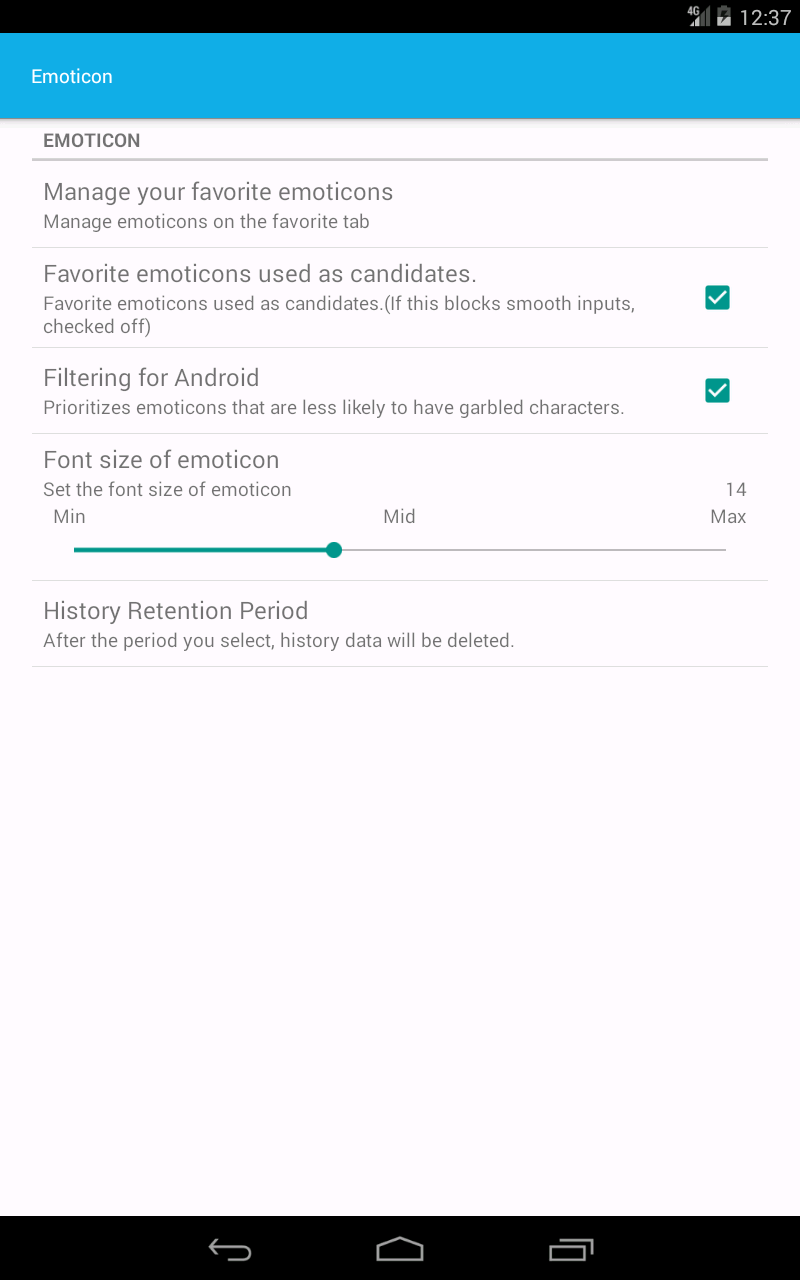 4G 12:37
Emoticon
EMOTICON
Manage your favorite emoticons
Manage emoticons on the favorite tab
Favorite emoticons used as candidates.
Favorite emoticons used as candidates.(If this blocks smooth inputs,
checked off)
Filtering for Android
Prioritizes emoticons that are less likely to have garbled characters.
Font size of emoticon
Set the font size of emoticon 14
Min Mid Max
History Retention Period
After the period you select, history data will be deleted.